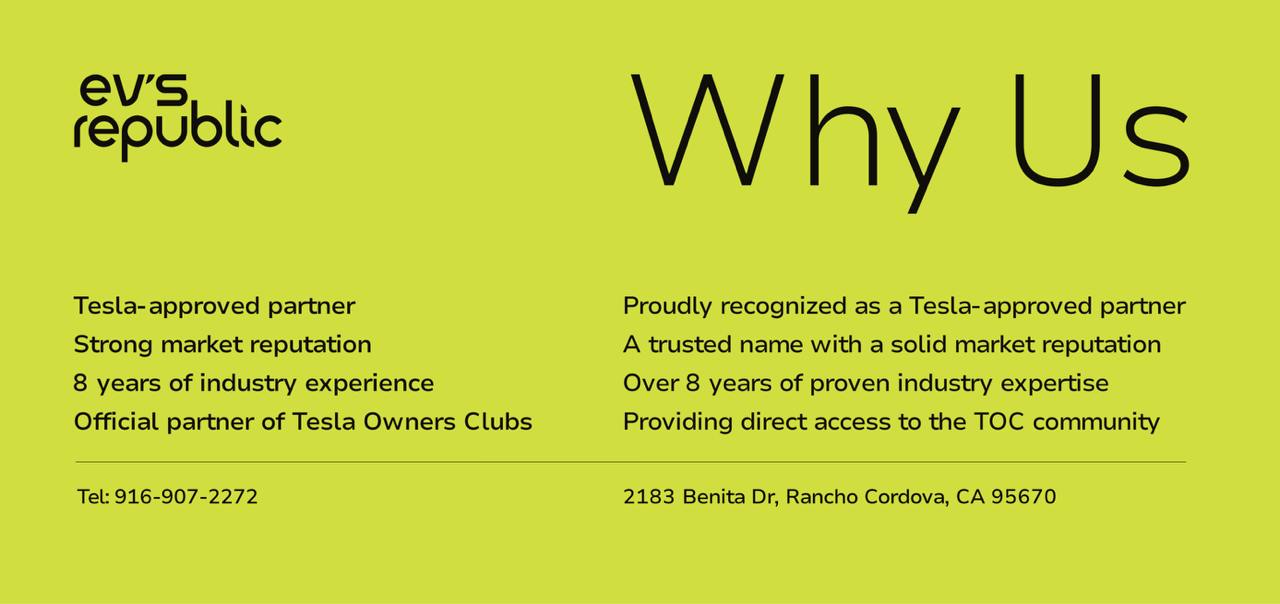 ev's
republic
Why Us
Tesla-approved partner
Proudly recognized as a Tesla-approved partner
Strong market reputation
A trusted name with a solid market reputation
8 years of industry experience
Over 8 years of proven industry expertise
Official partner of Tesla Owners Clubs
Providing direct access to the TOC community
Tel: 916-907-2272
2183 Benita Dr, Rancho Cordova, CA 95670